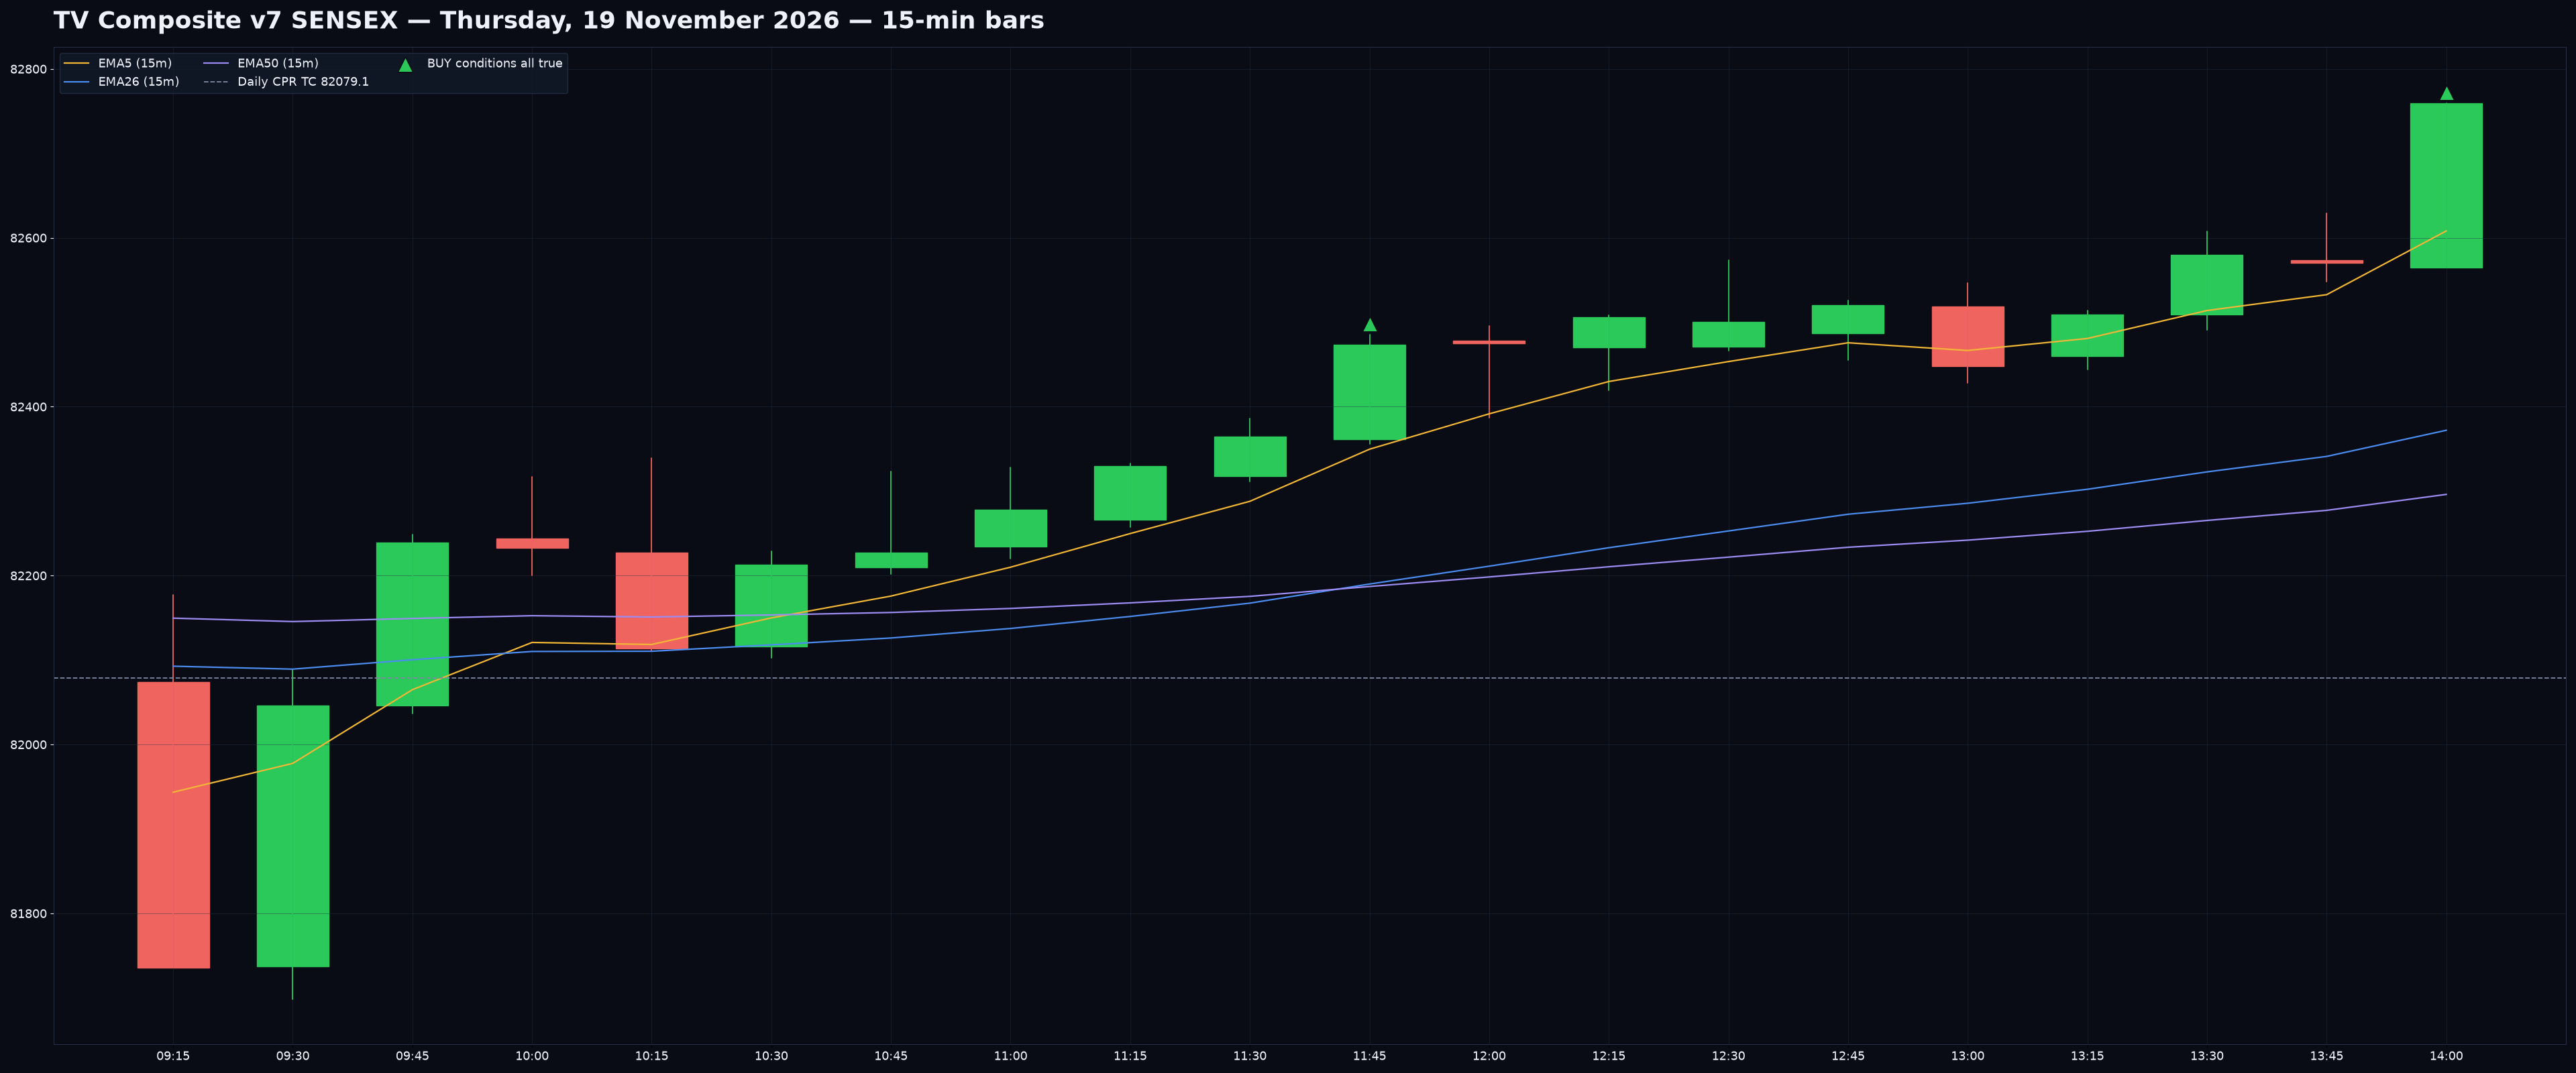 TV Composite v7 SENSEX — Thursday, 19 November 2026 — 15-min bars
EMA5 (15m) EMA50 (15m) BUY conditions all true
EMA26 (15m) Daily CPR TC 82079.1
82800
82600
82400
82200
82000
81800
09:15 09:30 09:45 10:00 10:15 10:30 10:45 11:00 11:15 11:30 11:45 12:00 12:15 12:30 12:45 13:00 13:15 13:30 13:45 14:00